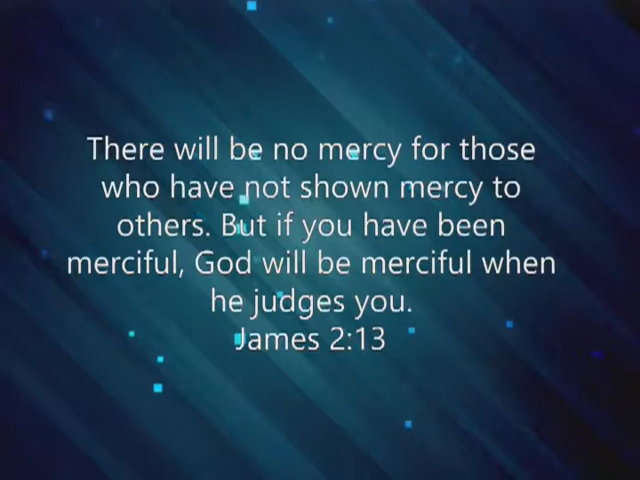 There will be no mercy for those
who have not shown mercy to
others. But if you have been
merciful, God will be merciful when
he judges you.
James 2:13